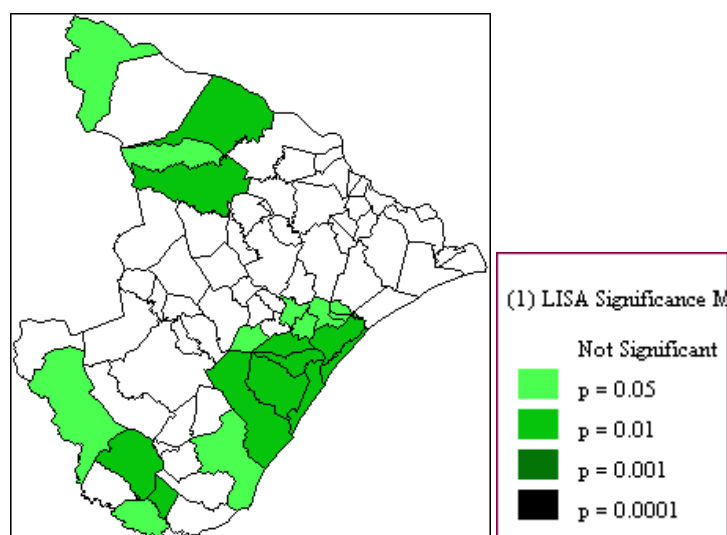 (1) LISA Significance M
Not Significant
p = 0.05
p = 0.01
p = 0.001
p = 0.0001